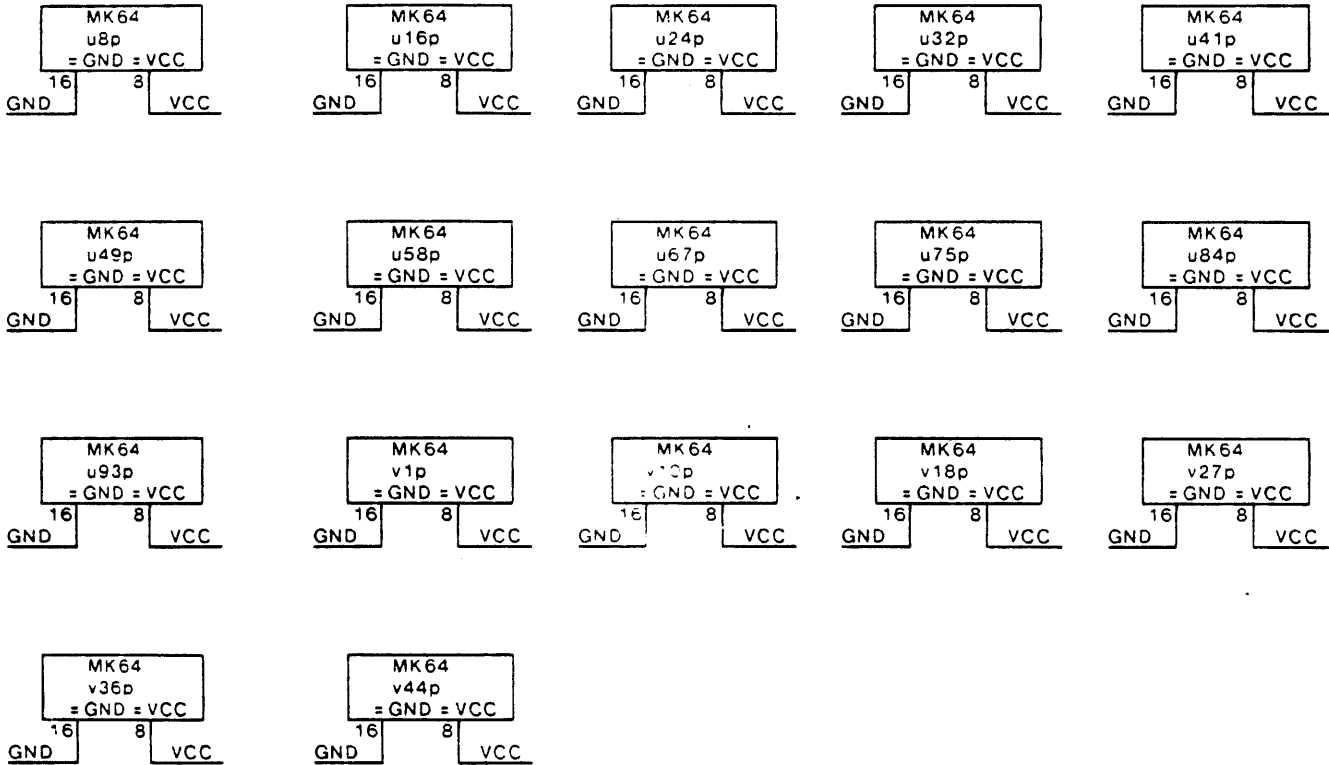 MK64 MK64 MK64 MK64 MK64
u8p u16p u24p u32p u41p
=GND =VCC =GND =VCC =GND =VCC =GND =VCC =GND =VCC
16 8 16 8 16 8 16 8 16 8
GND VCC GND VCC GND VCC GND VCC GND VCC
MK64 MK64 MK64 MK64 MK64
u49p u58p u67p u75p u84p
=GND =VCC =GND =VCC =GND =VCC =GND =VCC =GND =VCC
16 8 16 8 16 8 16 8 16 8
GND VCC GND VCC GND VCC GND VCC GND VCC
MK64 MK64 MK64 MK64 MK64
u93p v1p v10p v18p v27p
=GND =VCC =GND =VCC =GND =VCC =GND =VCC =GND =VCC
16 8 16 8 16 8 16 8 16 8
GND VCC GND VCC GND VCC GND VCC GND VCC
MK64 MK64
v36p v44p
=GND =VCC =GND =VCC
16 8 16 8
GND VCC GND VCC